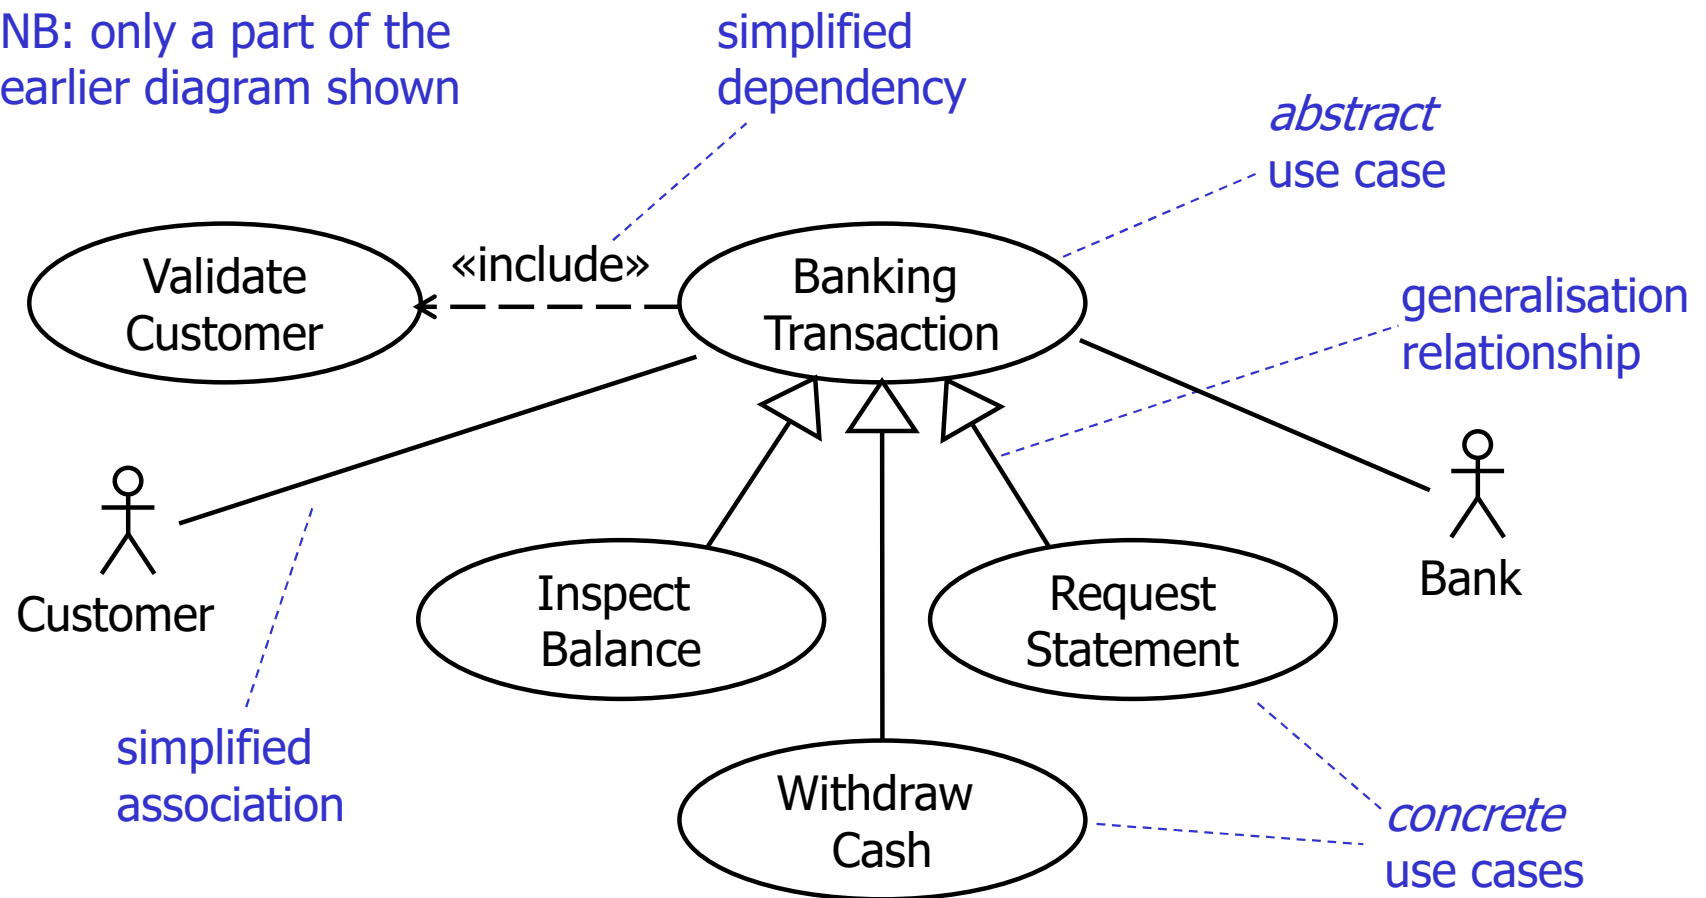 NB: only a part of the
earlier diagram shown
simplified
dependency
abstract
use case
Validate
Customer
«include»
Banking
Transaction
generalisation
relationship
Customer
Inspect
Balance
Request
Statement
Bank
simplified
association
Withdraw
Cash
concrete
use cases